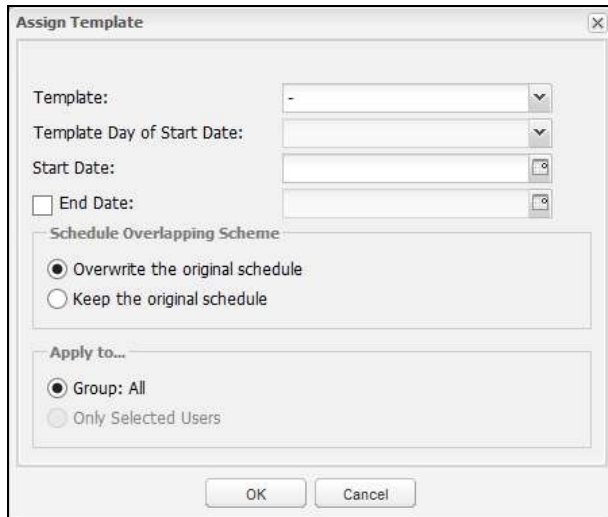 Assign Template
Template:
-
Template Day of Start Date:
Start Date:
End Date:
Schedule Overlapping Scheme
Overwrite the original schedule
Keep the original schedule
Apply to...
Group: All
Only Selected Users
OK
Cancel